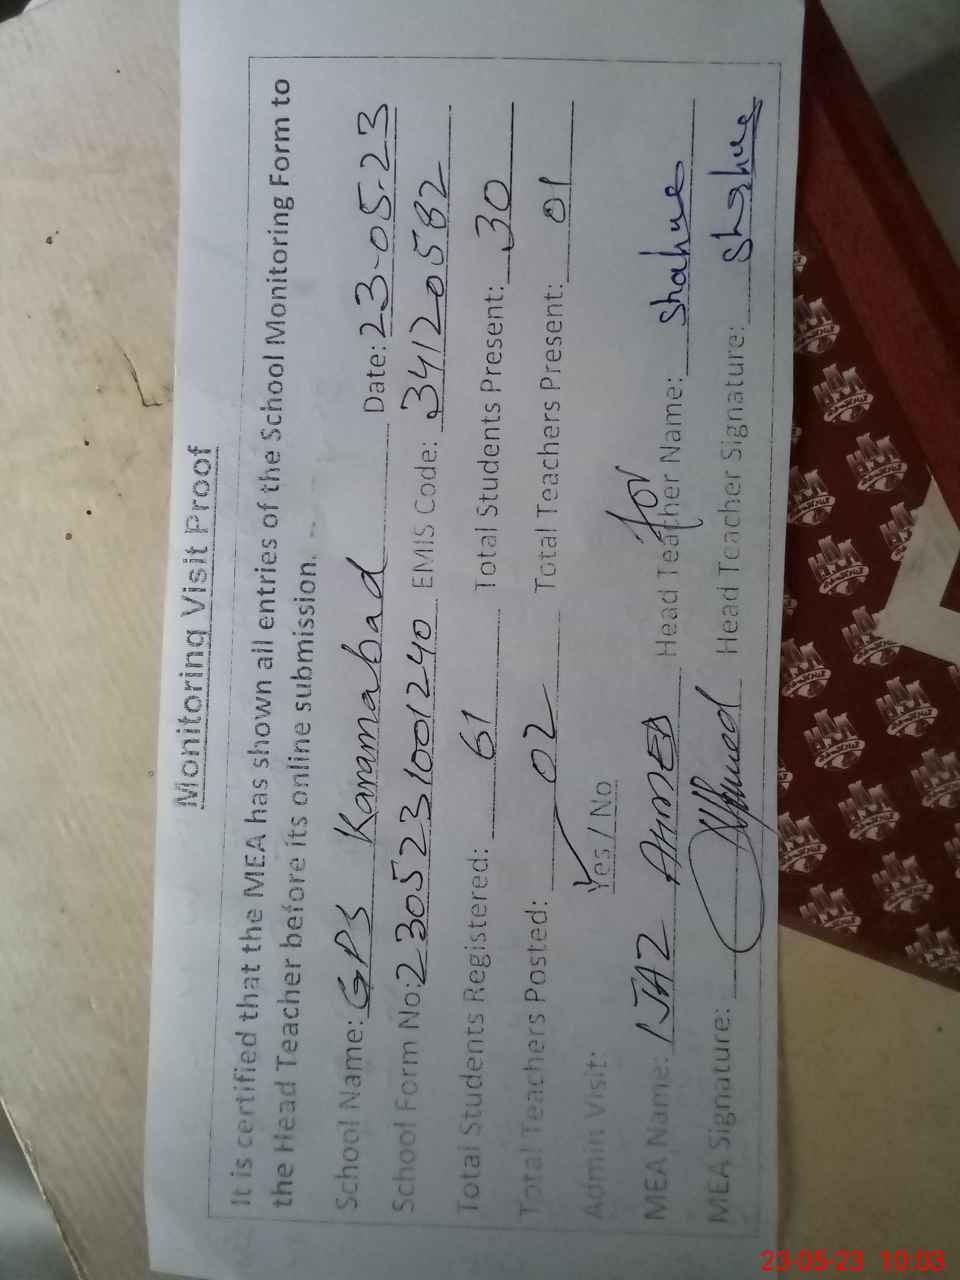 Monitoring Visit Proof
It is certified that the MEA has shown all entries of the School Monitoring Form to
the Head Teacher before its online submission.
School Name: GPS Karamabad Date: 23-05-23
School Form No: 2305231001240 EMIS Code: 34120582
Total Students Registered: 61 Total Students Present: 30
Total Teachers Posted: 02 Total Teachers Present: 01
Admin Visit: Yes / No
for
MEA Name: IJAZ AHMED Head Teacher Name: Shahue
MEA Signature: Ahmed Head Teacher Signature: Shahue
23-05-23 10:03